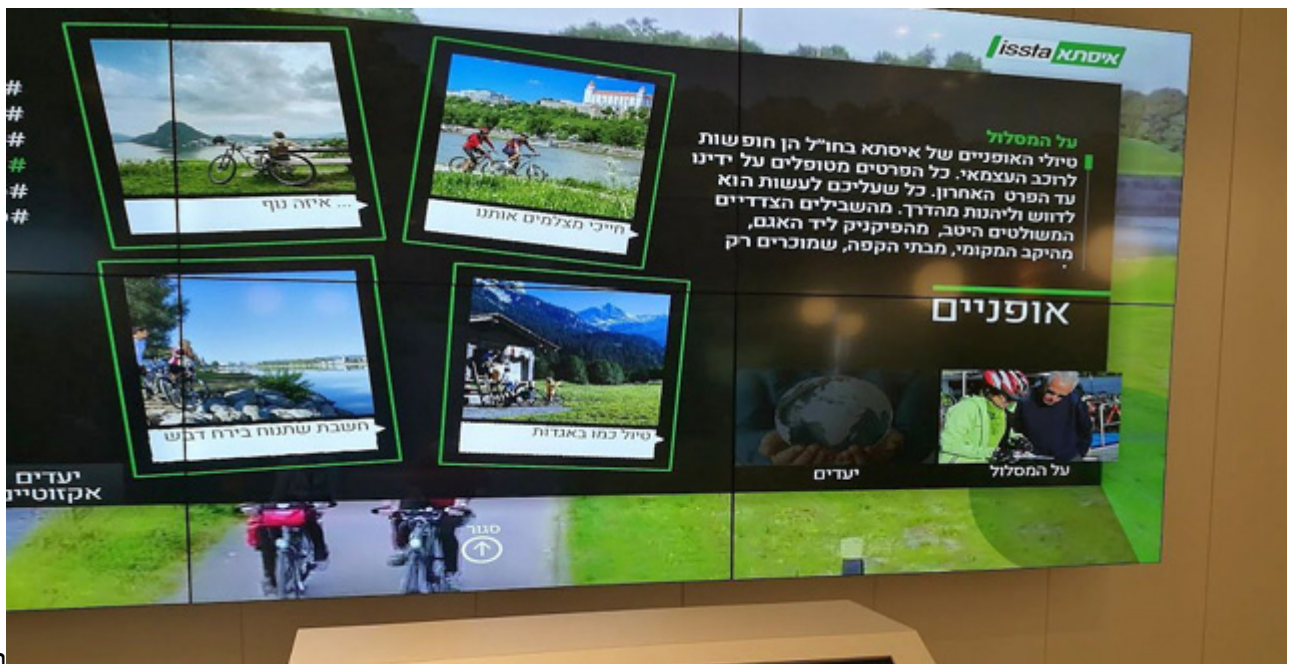 issta איסתא
על המסלול
טיולי האופניים של איסתא בחו"ל הן חופשות
לרוכב העצמאי. כל הפרטים מטופלים על ידינו
עד הפרט האחרון. כל שעליכם לעשות הוא
לדווש וליהנות מהדרך. מהשבילים הצדדיים
המשולטים היטב, מהפיקניק ליד האגם,
מהיקב המקומי, מבתי הקפה, שמוכרים רק
אופניים
על המסלול
יעדים
חייכי מצלמים אותנו
איזה נוף ...
טיול כמו באגדות
חשבת שתנוח בירח דבש
#
#
#
#
#
#
יעדים
סגור